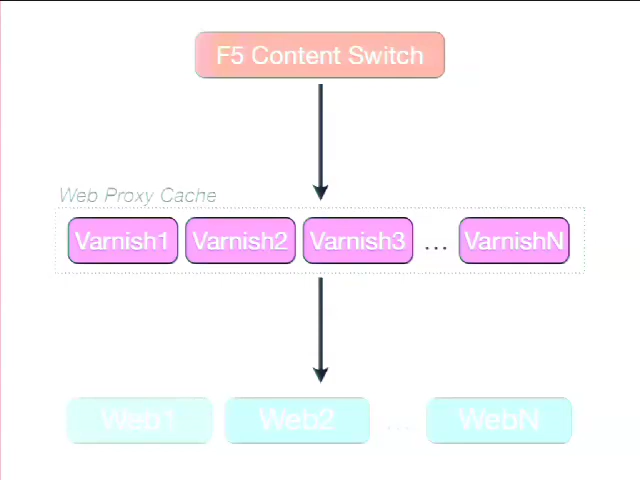 F5 Content Switch
Web Proxy Cache
Varnish1 Varnish2 Varnish3 ... VarnishN
Web1 Web2 ... WebN